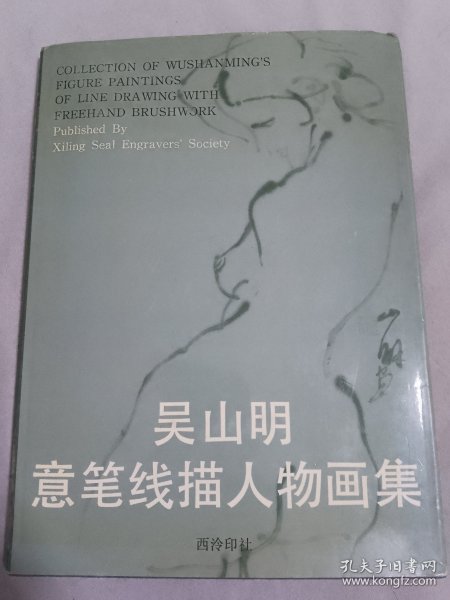 COLLECTION OF WUSHANMING'S
FIGURE PAINTINGS
OF LINE DRAWING WITH
FREEHAND BRUSHWORK
Published By
Xiling Seal Engravers' Society
吴山明
意笔线描人物画集
西泠印社
孔夫子旧书网
www.kongfz.com